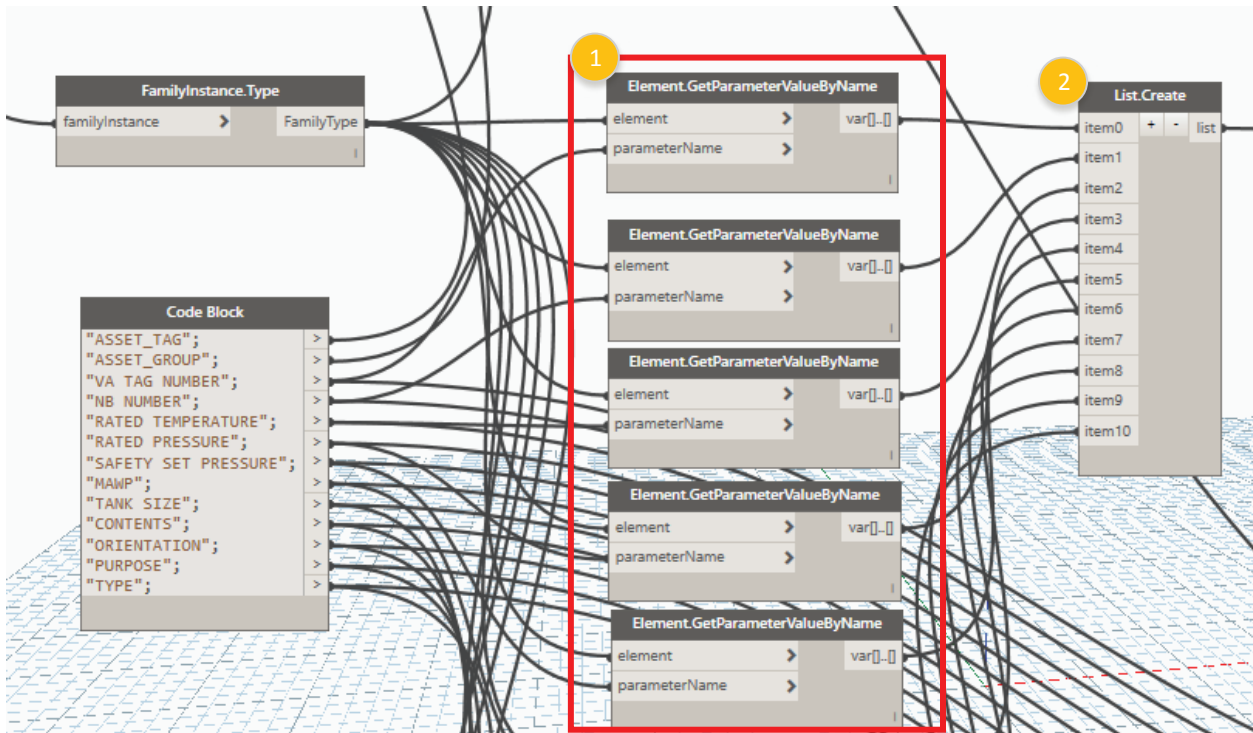 1
2
FamilyInstance.Type
familyInstance > FamilyType
Code Block
"ASSET_TAG"; >
"ASSET_GROUP"; >
"VA TAG NUMBER"; >
"NB NUMBER"; >
"RATED TEMPERATURE"; >
"RATED PRESSURE"; >
"SAFETY SET PRESSURE"; >
"MAWP"; >
"TANK SIZE"; >
"CONTENTS"; >
"ORIENTATION"; >
"PURPOSE"; >
"TYPE"; >
Element.GetParameterValueByName
element > var[]..[]
parameterName >
Element.GetParameterValueByName
element > var[]..[]
parameterName >
Element.GetParameterValueByName
element > var[]..[]
parameterName >
Element.GetParameterValueByName
element > var[]..[]
parameterName >
Element.GetParameterValueByName
element > var[]..[]
parameterName >
List.Create
item0 + - list
item1
item2
item3
item4
item5
item6
item7
item8
item9
item10